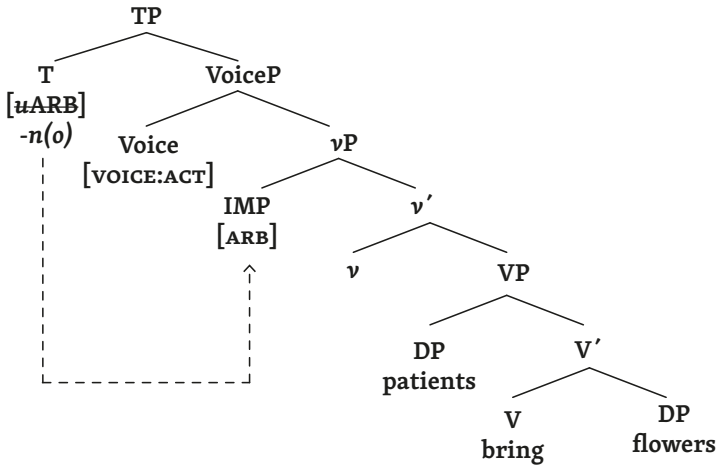 TP
T VoiceP
[uARB]
-n(o)
Voice vP
[VOICE:ACT]
IMP v′
[ARB]
v VP
DP V′
patients
V DP
bring flowers